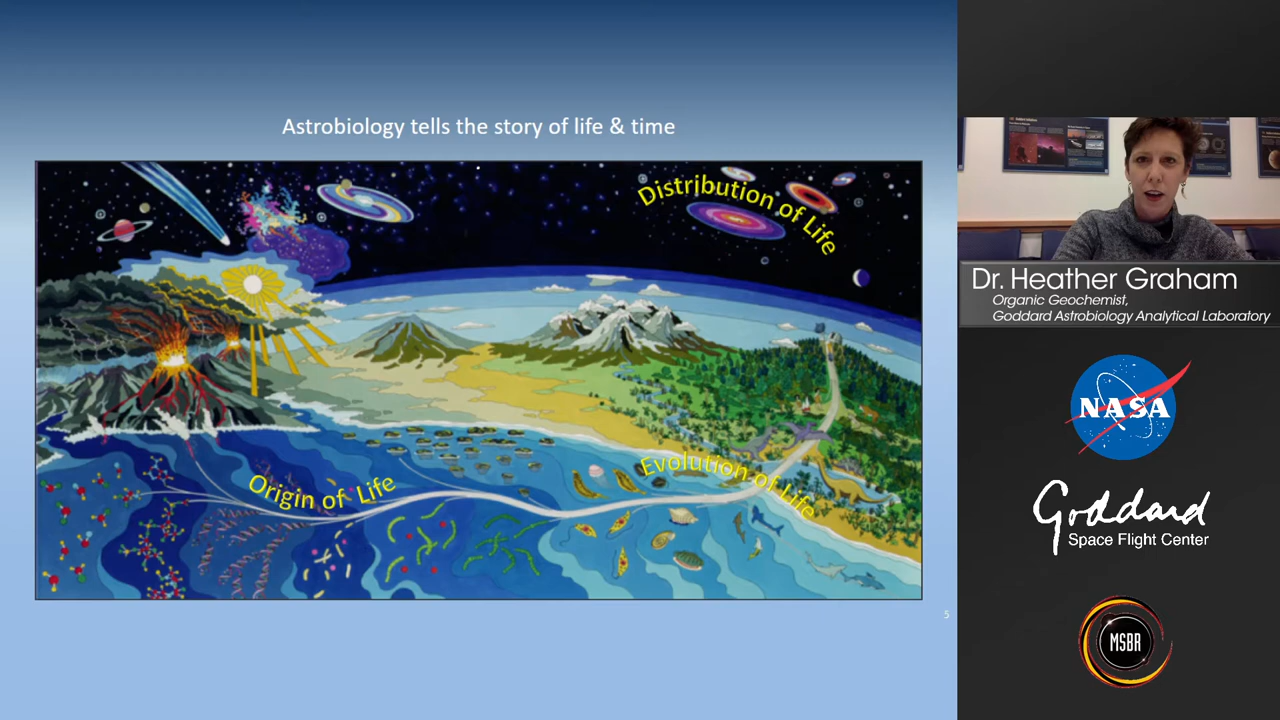 Astrobiology tells the story of life & time
Distribution of Life
Origin of Life
Evolution of Life
5
Dr. Heather Graham
Organic Geochemist,
Goddard Astrobiology Analytical Laboratory
NASA
Goddard
Space Flight Center
MSBR